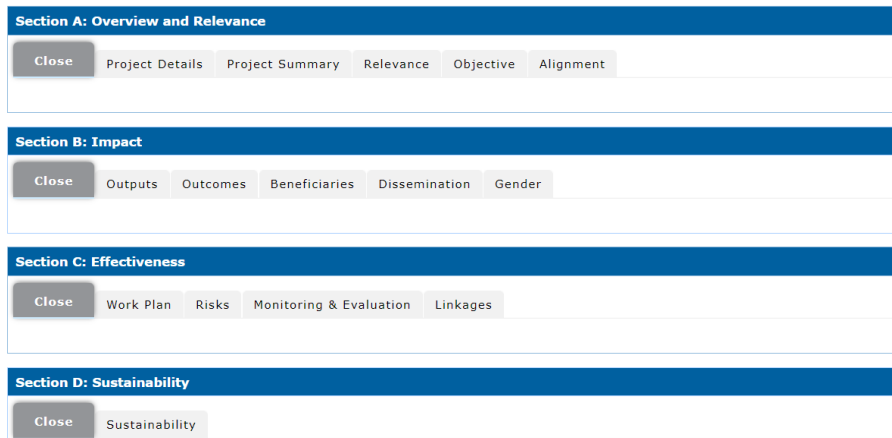 Section A: Overview and Relevance
Close Project Details Project Summary Relevance Objective Alignment
Section B: Impact
Close Outputs Outcomes Beneficiaries Dissemination Gender
Section C: Effectiveness
Close Work Plan Risks Monitoring & Evaluation Linkages
Section D: Sustainability
Close Sustainability